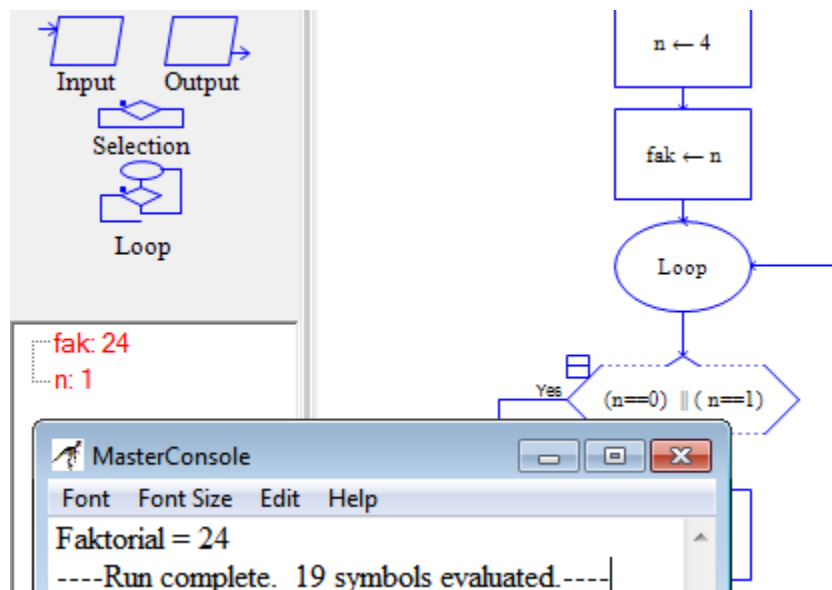 Input
Output
Selection
Loop
fak: 24
n: 1
n ← 4
fak ← n
Loop
Yes
(n==0) || ( n==1)
MasterConsole
Font Font Size Edit Help
Faktorial = 24
----Run complete. 19 symbols evaluated.----